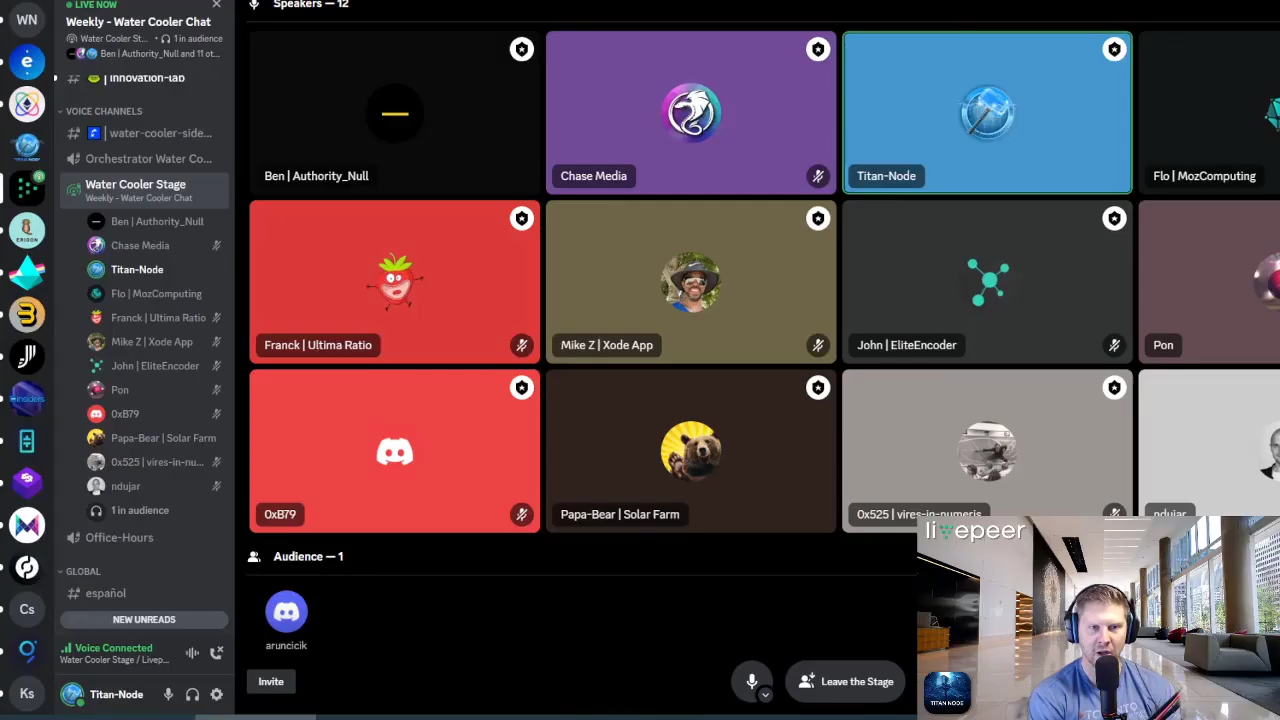 WN
LIVE NOW
Weekly - Water Cooler Chat
Water Cooler St... • 1 in audience
Ben | Authority_Null and 11 ot...
# | innovation-lab
VOICE CHANNELS
# | water-cooler-side...
Orchestrator Water Co...
Water Cooler Stage
Weekly - Water Cooler Chat
Ben | Authority_Null
Chase Media
Titan-Node
Flo | MozComputing
Franck | Ultima Ratio
Mike Z | Xode App
John | EliteEncoder
Pon
0xB79
Papa-Bear | Solar Farm
0x525 | vires-in-nu...
ndujar
1 in audience
Office-Hours
GLOBAL
# español
NEW UNREADS
Voice Connected
Water Cooler Stage / Livep...
Titan-Node
TITAN NODE
ERIGON
insiders
Cs
Ks
Speakers — 12
Ben | Authority_Null
Chase Media
Titan-Node
Flo | MozComputing
Franck | Ultima Ratio
Mike Z | Xode App
John | EliteEncoder
Pon
0xB79
Papa-Bear | Solar Farm
0x525 | vires-in-numeris
ndujar
Audience — 1
aruncicik
Invite
Leave the Stage
livepeer
TITAN NODE